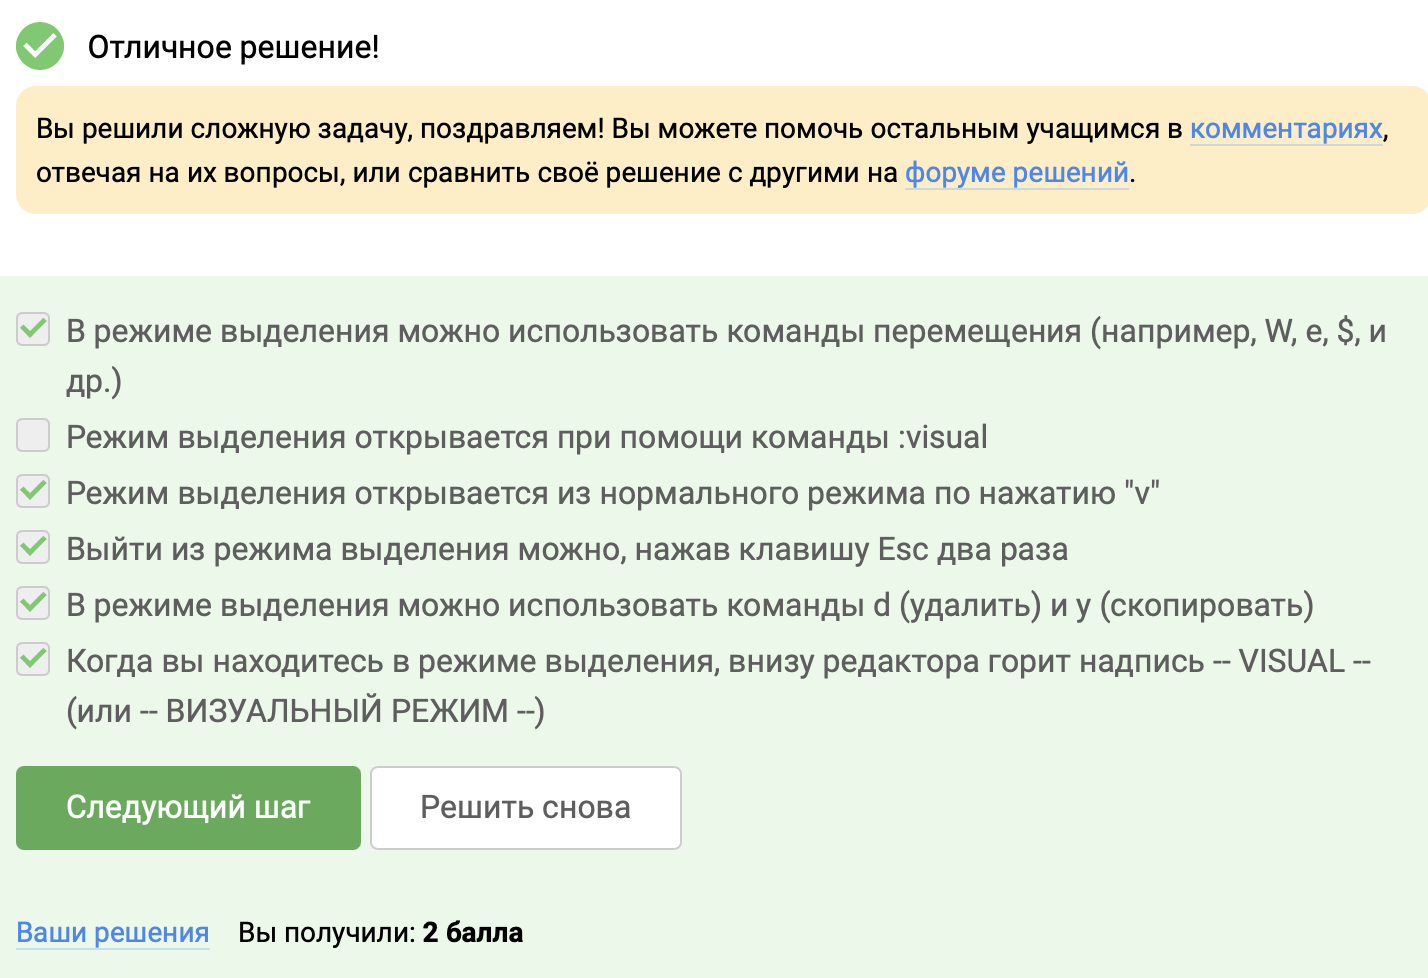 Отличное решение!
Вы решили сложную задачу, поздравляем! Вы можете помочь остальным учащимся в комментариях,
отвечая на их вопросы, или сравнить своё решение с другими на форуме решений.
В режиме выделения можно использовать команды перемещения (например, W, e, $, и
др.)
Режим выделения открывается при помощи команды :visual
Режим выделения открывается из нормального режима по нажатию "v"
Выйти из режима выделения можно, нажав клавишу Esc два раза
В режиме выделения можно использовать команды d (удалить) и y (скопировать)
Когда вы находитесь в режиме выделения, внизу редактора горит надпись -- VISUAL --
(или -- ВИЗУАЛЬНЫЙ РЕЖИМ --)
Следующий шаг
Решить снова
Ваши решения Вы получили: 2 балла